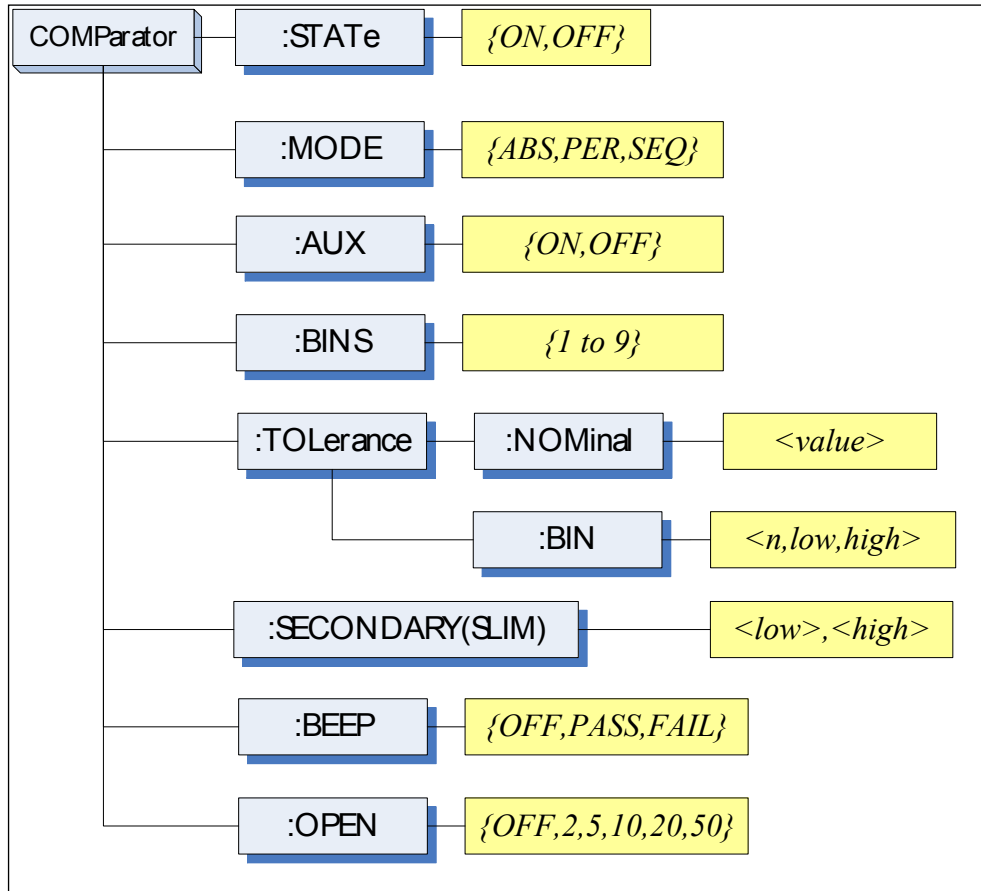 COMParator :STATe {ON,OFF}
:MODE {ABS,PER,SEQ}
:AUX {ON,OFF}
:BINS {1 to 9}
:TOLerance :NOMinal <value>
:BIN <n,low,high>
:SECONDARY(SLIM) <low>,<high>
:BEEP {OFF,PASS,FAIL}
:OPEN {OFF,2,5,10,20,50}